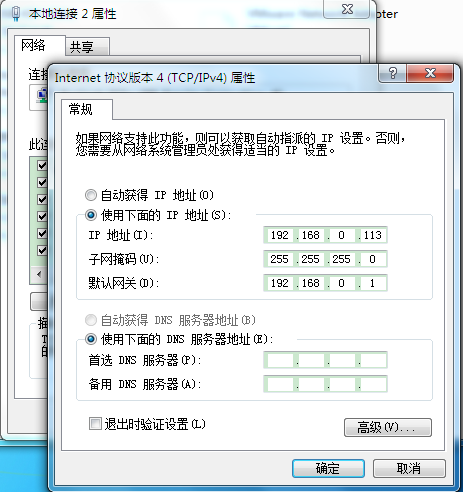 本地连接 2 属性
pter
网络
共享
连接
Internet 协议版本 4 (TCP/IPv4) 属性
常规
如果网络支持此功能，则可以获取自动指派的 IP 设置。否则，
您需要从网络系统管理员处获得适当的 IP 设置。
自动获得 IP 地址(O)
使用下面的 IP 地址(S):
IP 地址(I):
192 .168 . 0 .113
子网掩码(U):
255 .255 .255 . 0
默认网关(D):
192 .168 . 0 . 1
自动获得 DNS 服务器地址(B)
使用下面的 DNS 服务器地址(E):
首选 DNS 服务器(P):
. . .
备用 DNS 服务器(A):
. . .
退出时验证设置(L)
高级(V)...
确定
取消